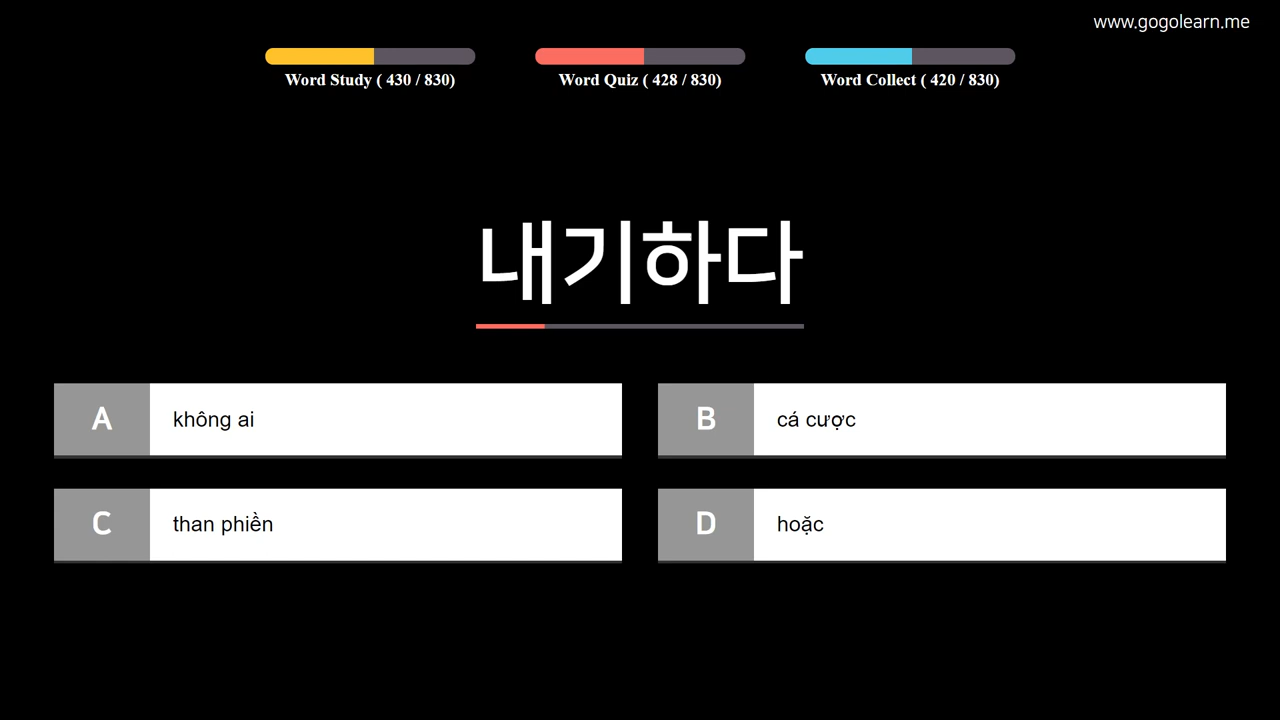 www.gogolearn.me
Word Study ( 430 / 830)
Word Quiz ( 428 / 830)
Word Collect ( 420 / 830)
내기하다
A không ai
B cá cược
C than phiền
D hoặc